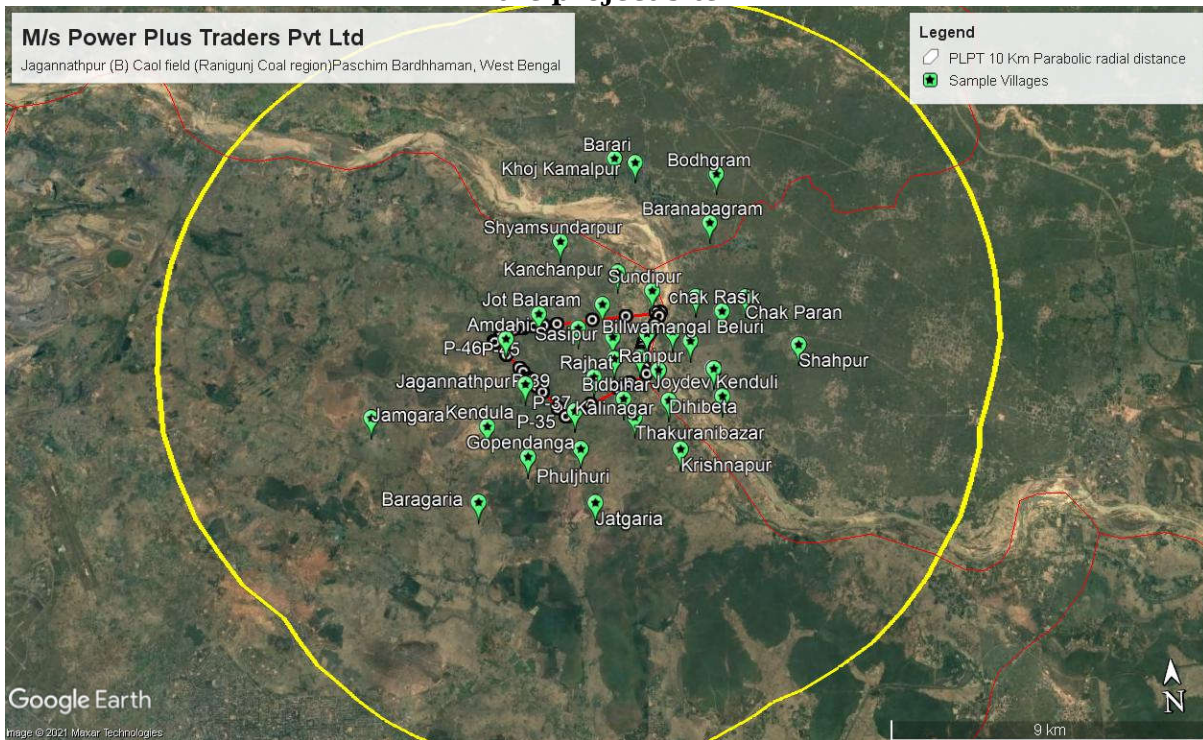 M/s Power Plus Traders Pvt Ltd
Jagannathpur (B) Caol field (Ranigunj Coal region)Paschim Bardhhaman, West Bengal
Legend
PLPT 10 Km Parabolic radial distance
Sample Villages
Barari
Khoj Kamalpur
Bodhgram
Baranabagram
Shyamsundarpur
Kanchanpur
Sundipur
Jot Balaram
chak Rasik
Chak Paran
Amdahi
Sasipur
Billwamangal Beluri
P-46
Shahpur
Rajhat
Ranipur
Jagannathpur
Bidbihar
Joydev Kenduli
P-37
Jamgara
Kendula
P-35
Kalinagar
Dihibeta
Gopendanga
Thakuranibazar
Phuljhuri
Krishnapur
Baragaria
Jatgaria
Google Earth
N
Image © 2021 Maxar Technologies
9 km